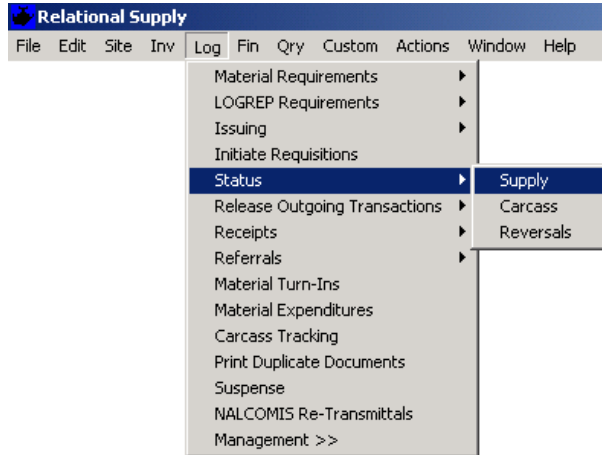 Relational Supply
File Edit Site Inv Log Fin Qry Custom Actions Window Help
Material Requirements
LOGREP Requirements
Issuing
Initiate Requisitions
Status
Supply
Release Outgoing Transactions
Carcass
Receipts
Reversals
Referrals
Material Turn-Ins
Material Expenditures
Carcass Tracking
Print Duplicate Documents
Suspense
NALCOMIS Re-Transmittals
Management >>